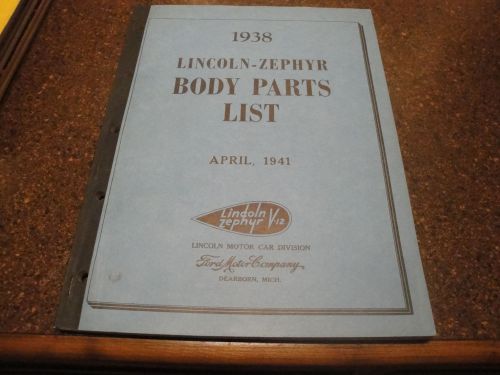 1938
LINCOLN-ZEPHYR
BODY PARTS
LIST
APRIL, 1941
Lincoln
Zephyr V-12
LINCOLN MOTOR CAR DIVISION
Ford Motor Company
DEARBORN, MICH.